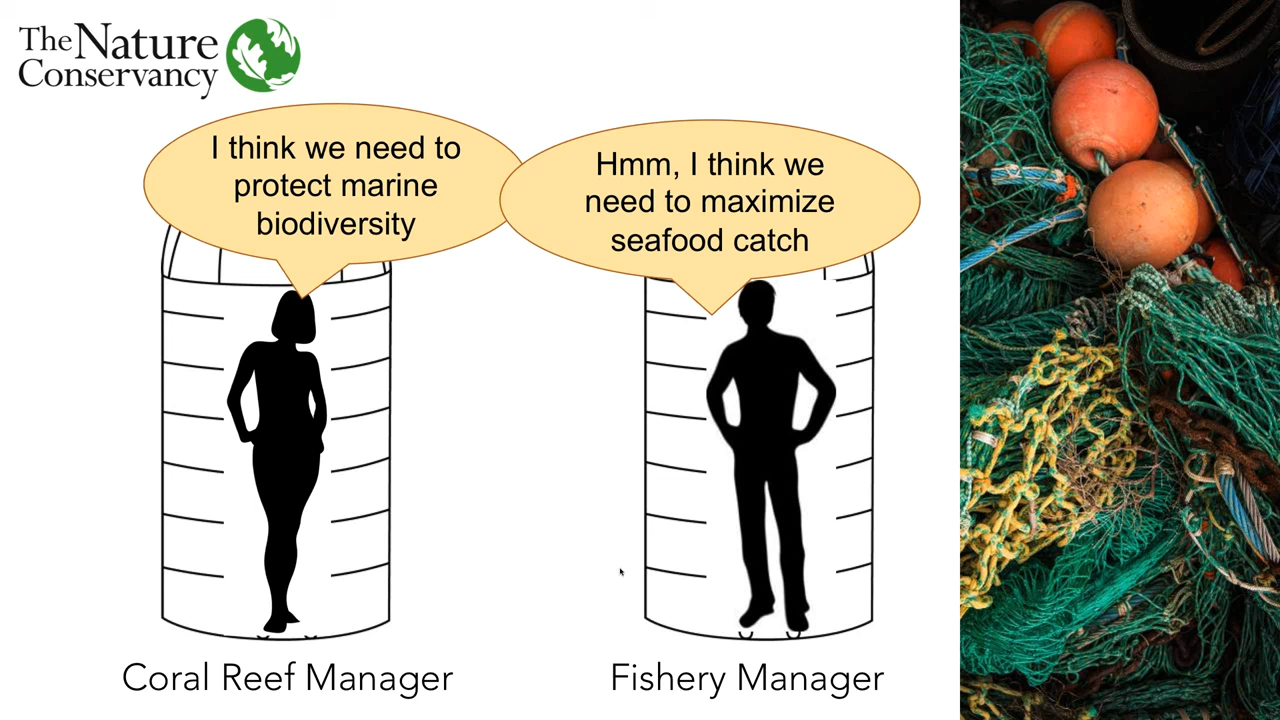 The Nature
Conservancy
I think we need to
protect marine
biodiversity
Hmm, I think we
need to maximize
seafood catch
Coral Reef Manager
Fishery Manager